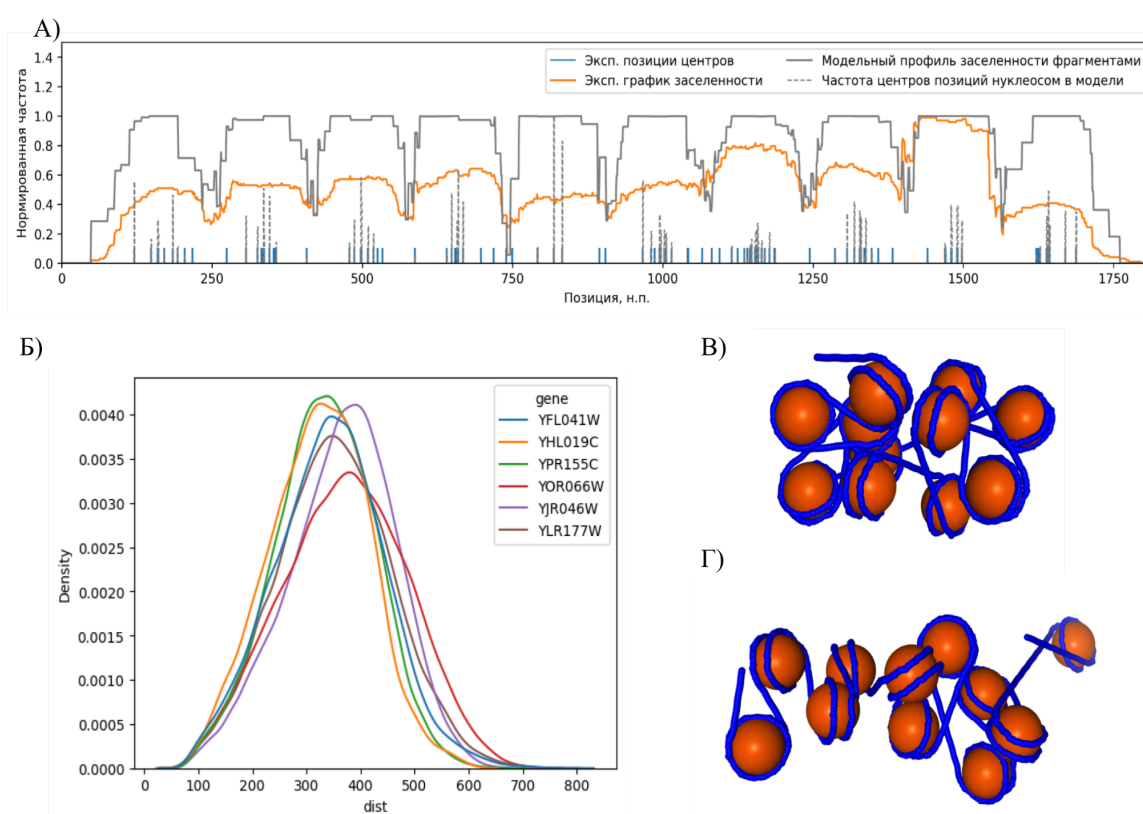 А)
Нормированная частота
1.4
1.2
1.0
0.8
0.6
0.4
0.2
0.0
Эксп. позиции центров
Эксп. график заселенности
Модельный профиль заселенности фрагментами
Частота центров позиций нуклеосом в модели
0 250 500 750 1000 1250 1500 1750
Позиция, н.п.
Б)
Density
0.0040
0.0035
0.0030
0.0025
0.0020
0.0015
0.0010
0.0005
0.0000
gene
YFL041W
YHL019C
YPR155C
YOR066W
YJR046W
YLR177W
0 100 200 300 400 500 600 700 800
dist
В)
Г)